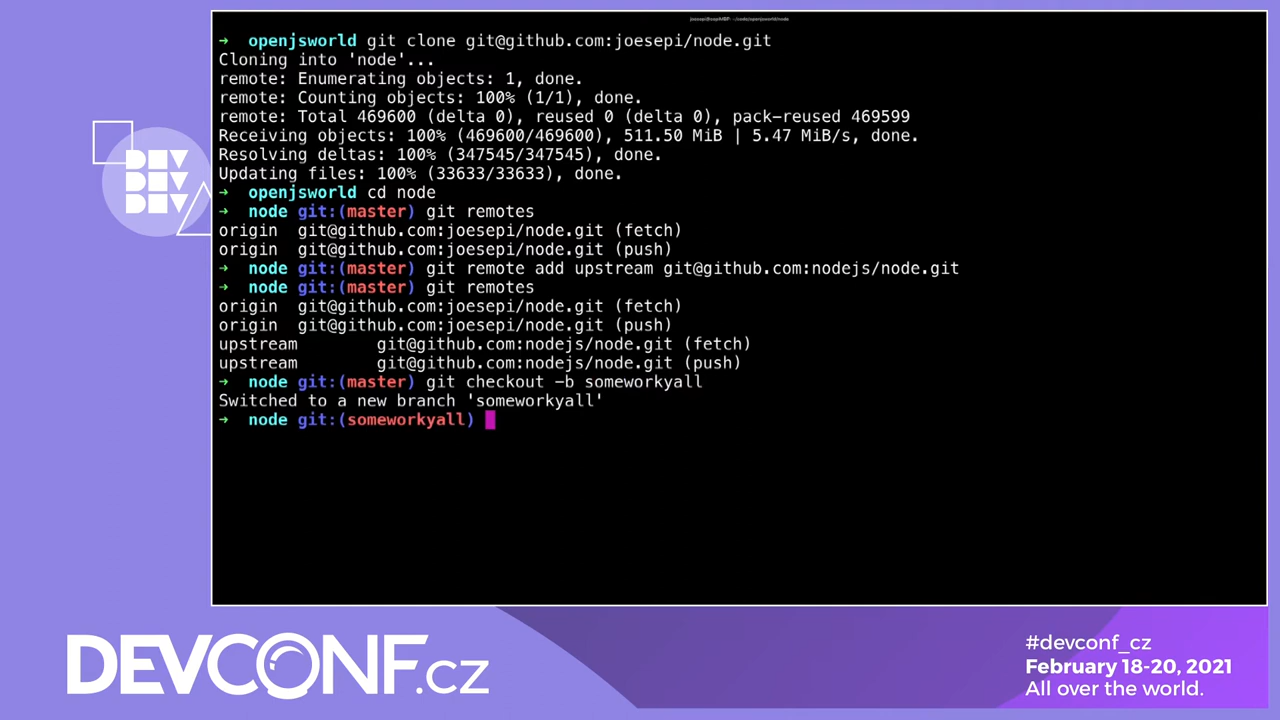 joesepi@sepiMBP: ~/code/openjsworld/node
→ openjsworld git clone git@github.com:joesepi/node.git
Cloning into 'node'...
remote: Enumerating objects: 1, done.
remote: Counting objects: 100% (1/1), done.
remote: Total 469600 (delta 0), reused 0 (delta 0), pack-reused 469599
Receiving objects: 100% (469600/469600), 511.50 MiB | 5.47 MiB/s, done.
Resolving deltas: 100% (347545/347545), done.
Updating files: 100% (33633/33633), done.
→ openjsworld cd node
→ node git:(master) git remotes
origin git@github.com:joesepi/node.git (fetch)
origin git@github.com:joesepi/node.git (push)
→ node git:(master) git remote add upstream git@github.com:nodejs/node.git
→ node git:(master) git remotes
origin git@github.com:joesepi/node.git (fetch)
origin git@github.com:joesepi/node.git (push)
upstream git@github.com:nodejs/node.git (fetch)
upstream git@github.com:nodejs/node.git (push)
→ node git:(master) git checkout -b someworkyall
Switched to a new branch 'someworkyall'
→ node git:(someworkyall)
DEV
DEV
DEV
DEVCONF.cz
#devconf_cz
February 18-20, 2021
All over the world.